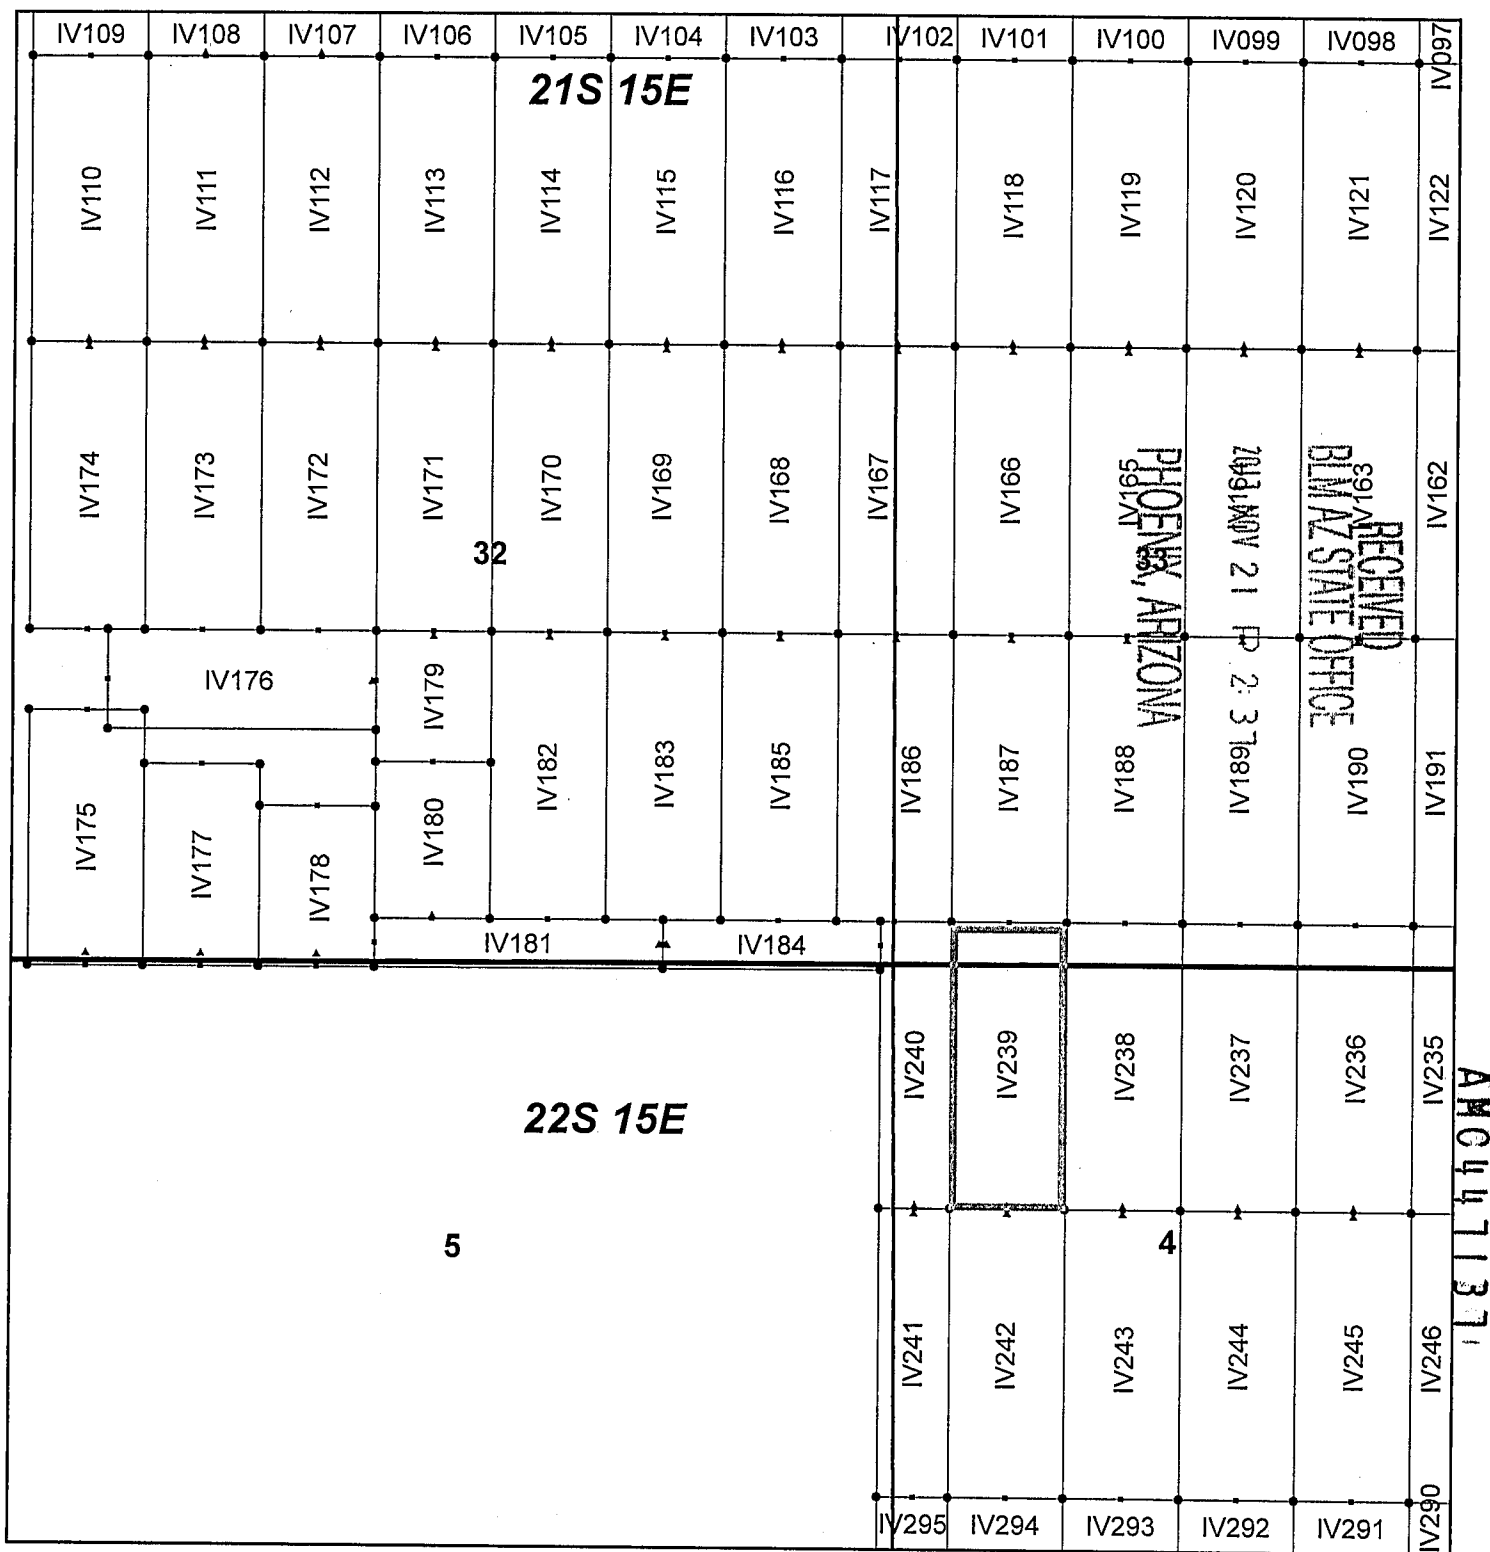 IV109 IV108 IV107 IV106 IV105 IV104 IV103 IV102 IV101 IV100 IV099 IV098 IV097
21S 15E
IV110 IV111 IV112 IV113 IV114 IV115 IV116 IV117 IV118 IV119 IV120 IV121 IV122
IV174 IV173 IV172 IV171 IV170 IV169 IV168 IV167 IV166 IV165 IV163 IV162
32
33
RECEIVED
BLM AZ STATE OFFICE
NOV 21 P 2:37
PHOENIX, ARIZONA
IV176
IV179
IV175 IV177 IV178 IV180 IV182 IV183 IV185 IV186 IV187 IV188 IV189 IV190 IV191
IV181 IV184
IV240 IV239 IV238 IV237 IV236 IV235
22S 15E
AMC447137
5
4
IV241 IV242 IV243 IV244 IV245 IV246
IV295 IV294 IV293 IV292 IV291 IV290